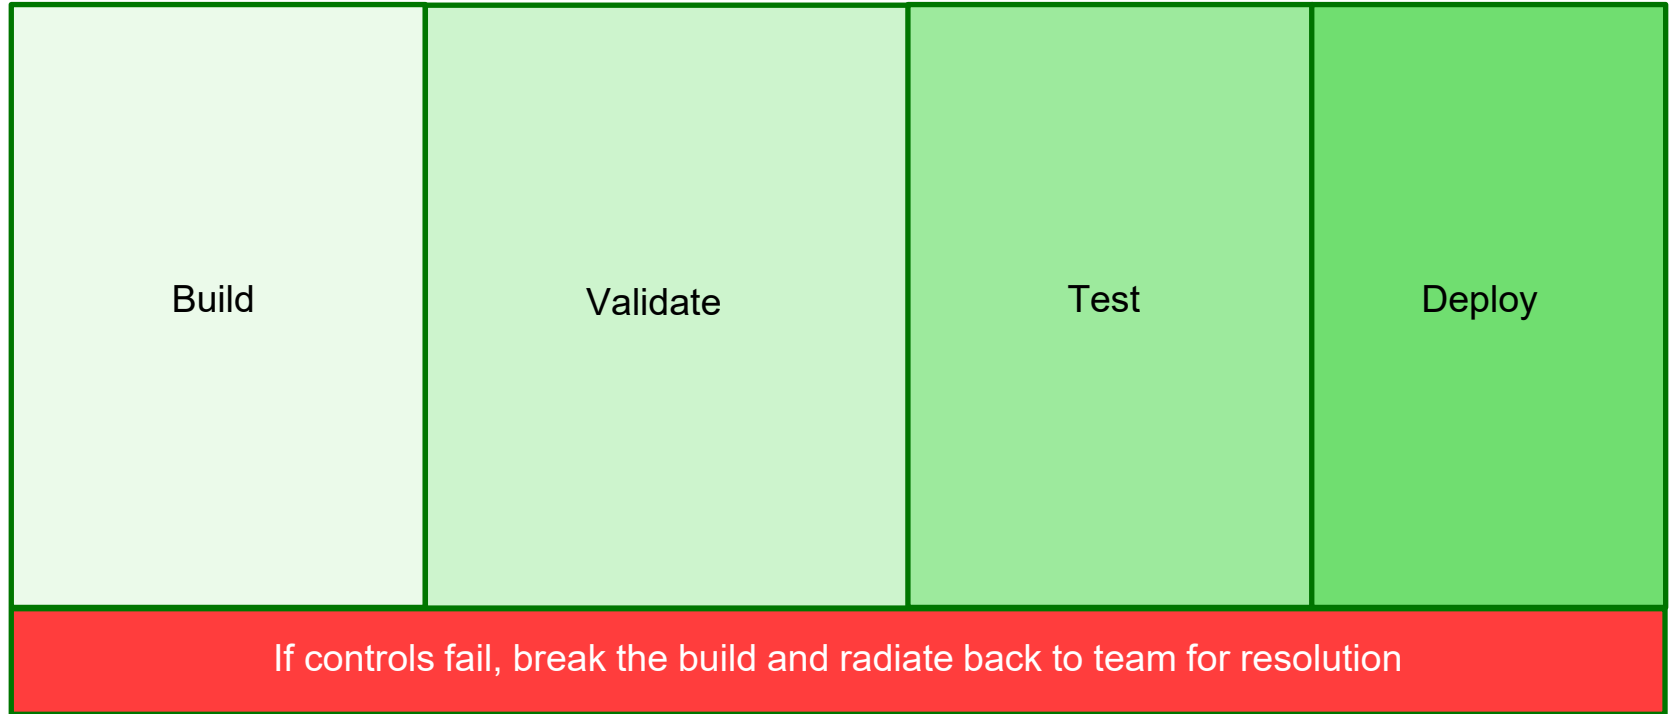 Build
Validate
Test
Deploy
If controls fail, break the build and radiate back to team for resolution